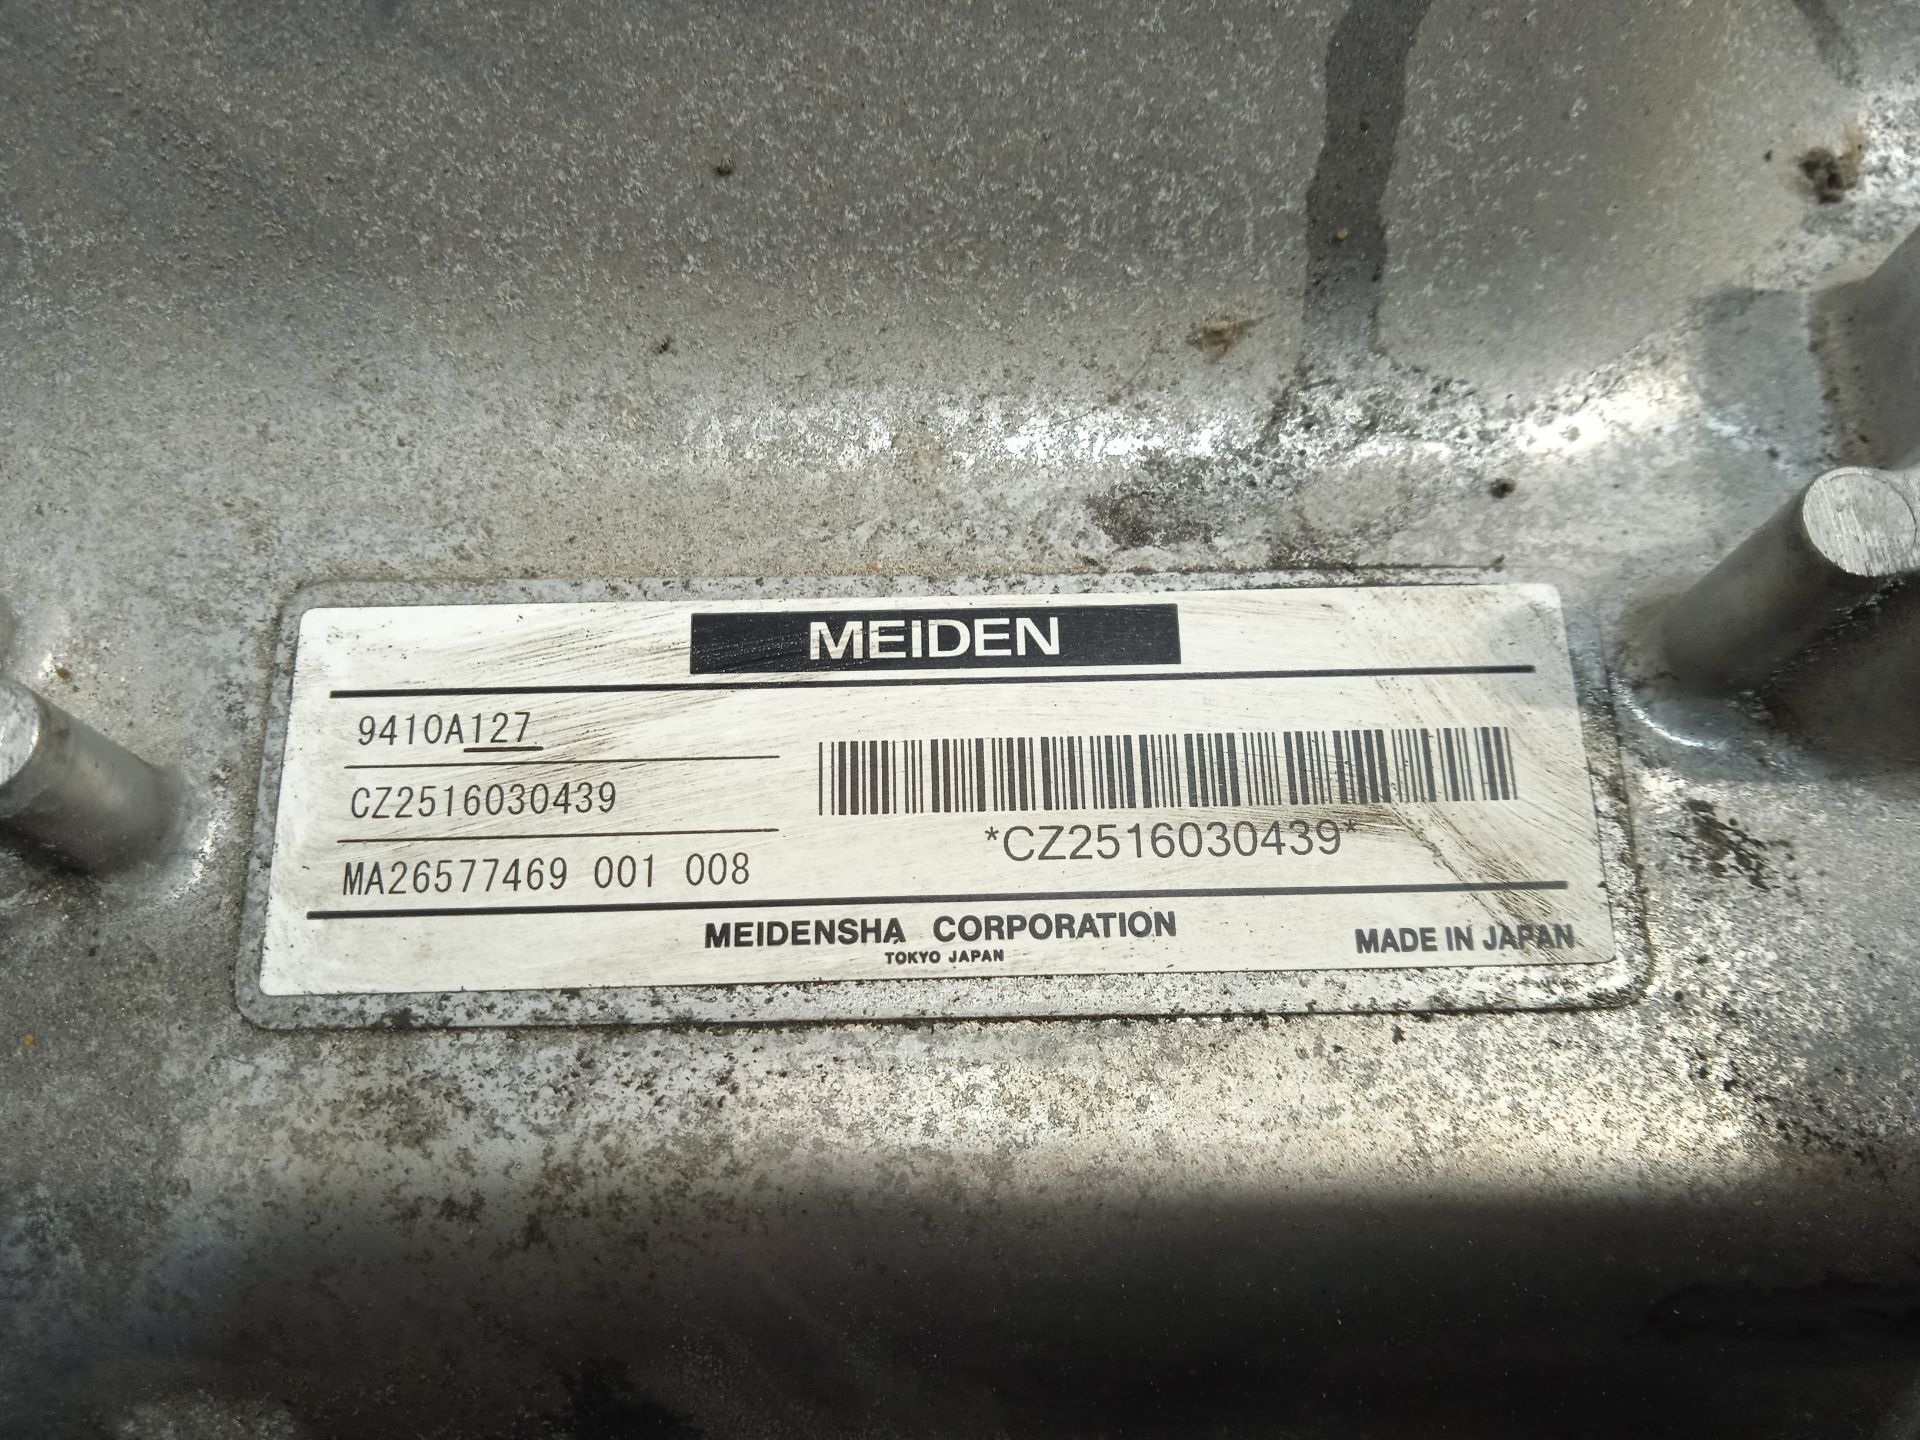 MEIDEN
9410A127
CZ2516030439
*CZ2516030439*
MA26577469 001 008
MEIDENSHA CORPORATION
TOKYO JAPAN
MADE IN JAPAN